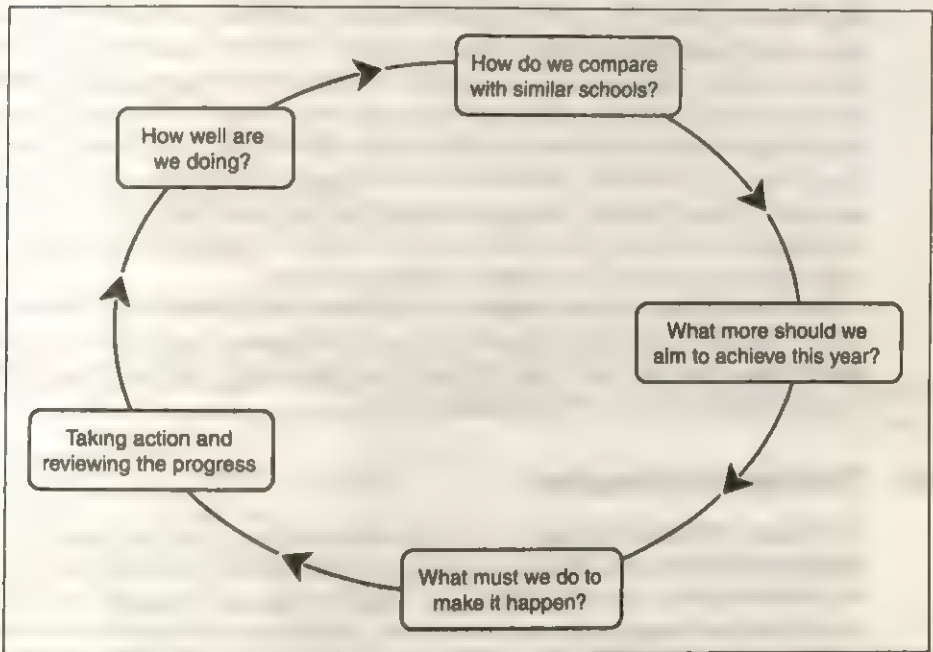 How do we compare
with similar schools?
How well are
we doing?
What more should we
aim to achieve this year?
Taking action and
reviewing the progress
What must we do to
make it happen?